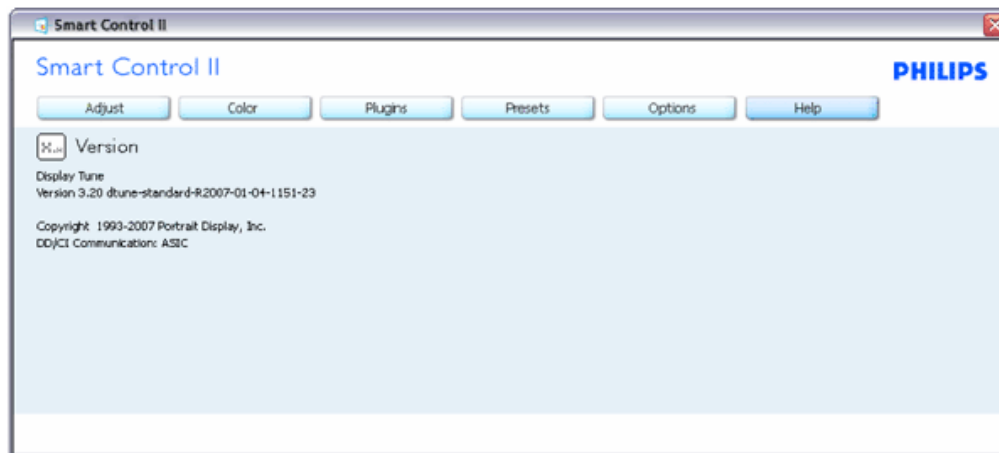 Smart Control II
Smart Control II
PHILIPS
Adjust Color Plugins Presets Options Help
Version
Display Tune
Version 3.20 dtune-standard-R2007-01-04-1151-23
Copyright 1993-2007 Portrait Display, Inc.
DD/CI Communication: ASIC